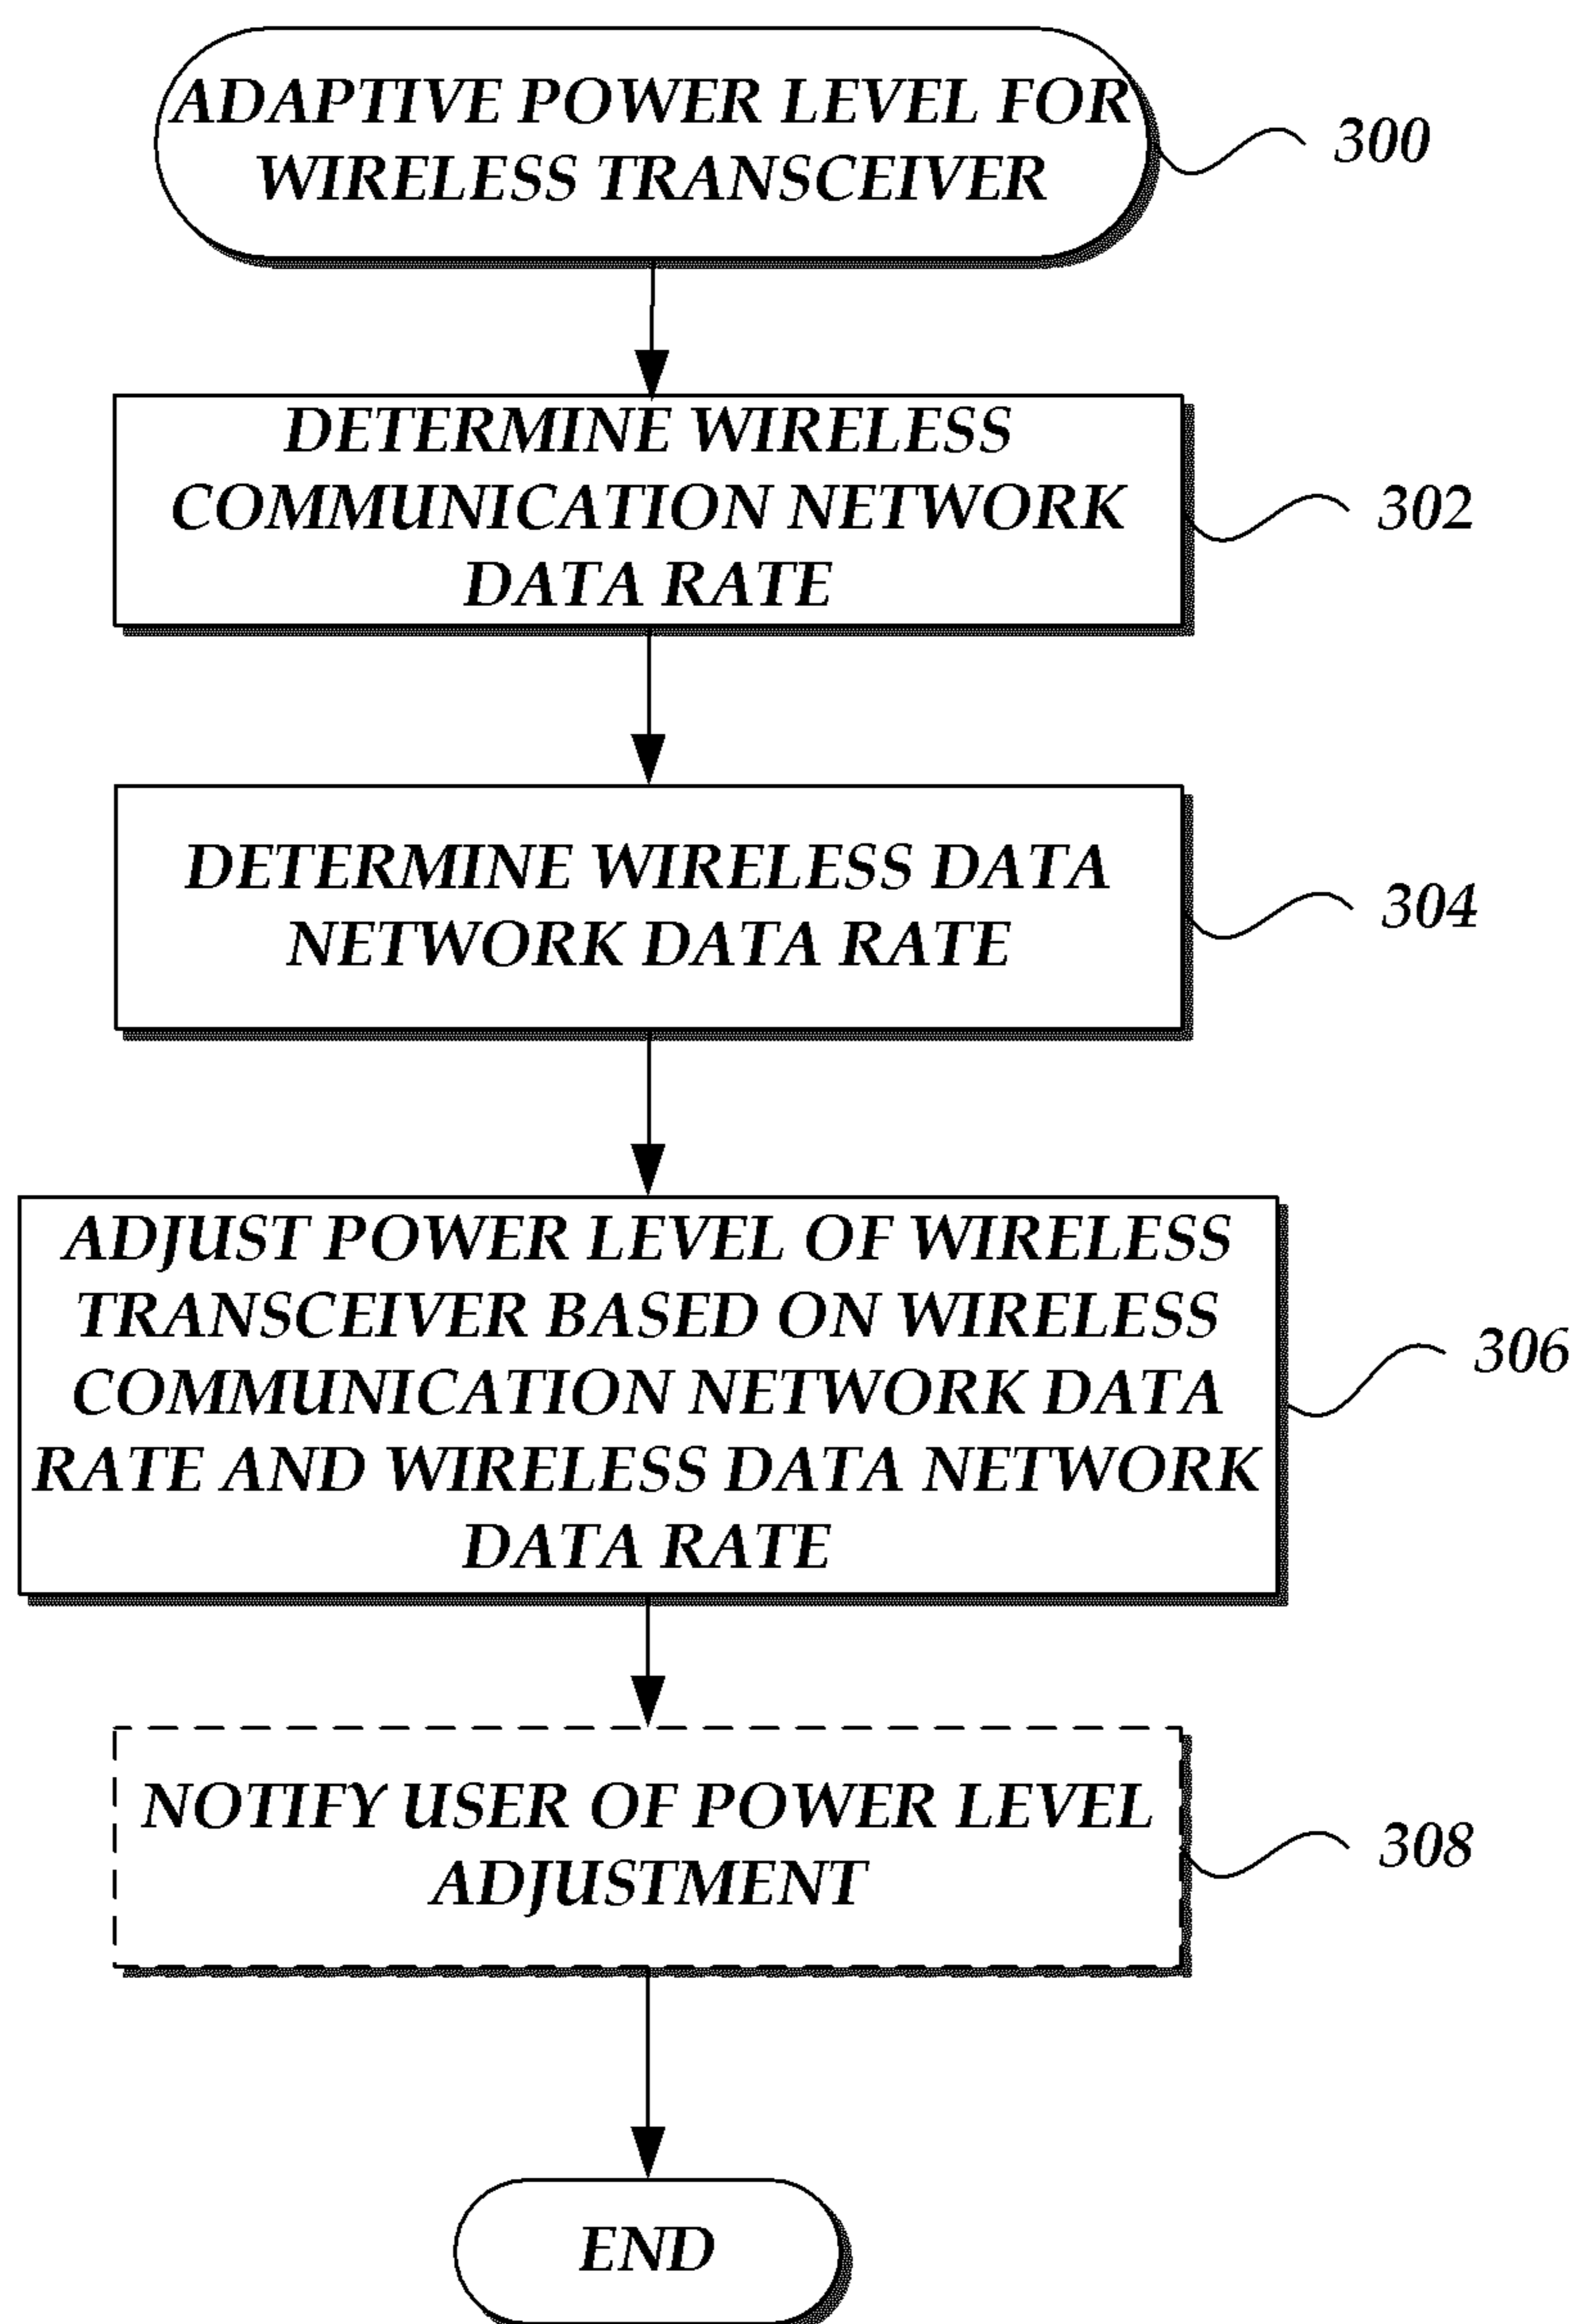 ADAPTIVE POWER LEVEL FOR
WIRELESS TRANSCEIVER
300
DETERMINE WIRELESS
COMMUNICATION NETWORK
DATA RATE
302
DETERMINE WIRELESS DATA
NETWORK DATA RATE
304
ADJUST POWER LEVEL OF WIRELESS
TRANSCEIVER BASED ON WIRELESS
COMMUNICATION NETWORK DATA
RATE AND WIRELESS DATA NETWORK
DATA RATE
306
NOTIFY USER OF POWER LEVEL
ADJUSTMENT
308
END